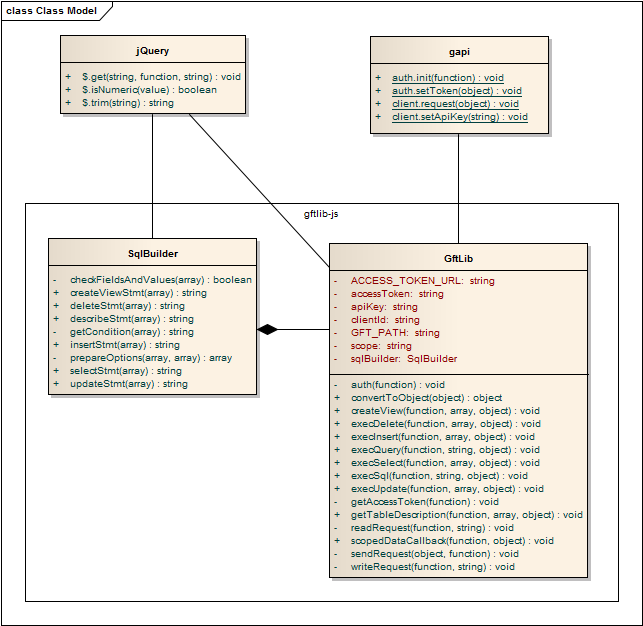 class Class Model
jQuery
+ $.get(string, function, string) : void
+ $.isNumeric(value) : boolean
+ $.trim(string) : string
gapi
+ auth.init(function) : void
+ auth.setToken(object) : void
+ client.request(object) : void
+ client.setApiKey(string) : void
gftlib-js
SqlBuilder
- checkFieldsAndValues(array) : boolean
+ createViewStmt(array) : string
+ deleteStmt(array) : string
+ describeStmt(array) : string
- getCondition(array) : string
+ insertStmt(array) : string
- prepareOptions(array, array) : array
+ selectStmt(array) : string
+ updateStmt(array) : string
GftLib
- ACCESS_TOKEN_URL: string
- accessToken: string
- apiKey: string
- clientId: string
- GFT_PATH: string
- scope: string
- sqlBuilder: SqlBuilder
- auth(function) : void
+ convertToObject(object) : object
+ createView(function, array, object) : void
+ execDelete(function, array, object) : void
+ execInsert(function, array, object) : void
+ execQuery(function, string, object) : void
+ execSelect(function, array, object) : void
+ execSql(function, string, object) : void
+ execUpdate(function, array, object) : void
- getAccessToken(function) : void
+ getTableDescription(function, array, object) : void
- readRequest(function, string) : void
+ scopedDataCallback(function, object) : void
- sendRequest(object, function) : void
- writeRequest(function, string) : void